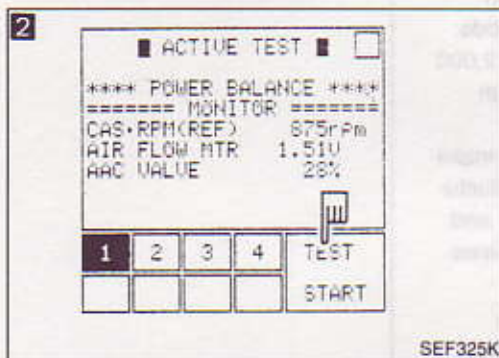 2
ACTIVE TEST
**** POWER BALANCE ****
======= MONITOR =======
CAS•RPM(REF) 875rpm
AIR FLOW MTR 1.51V
AAC VALVE 28%
1 2 3 4 TEST
START
SEF325K